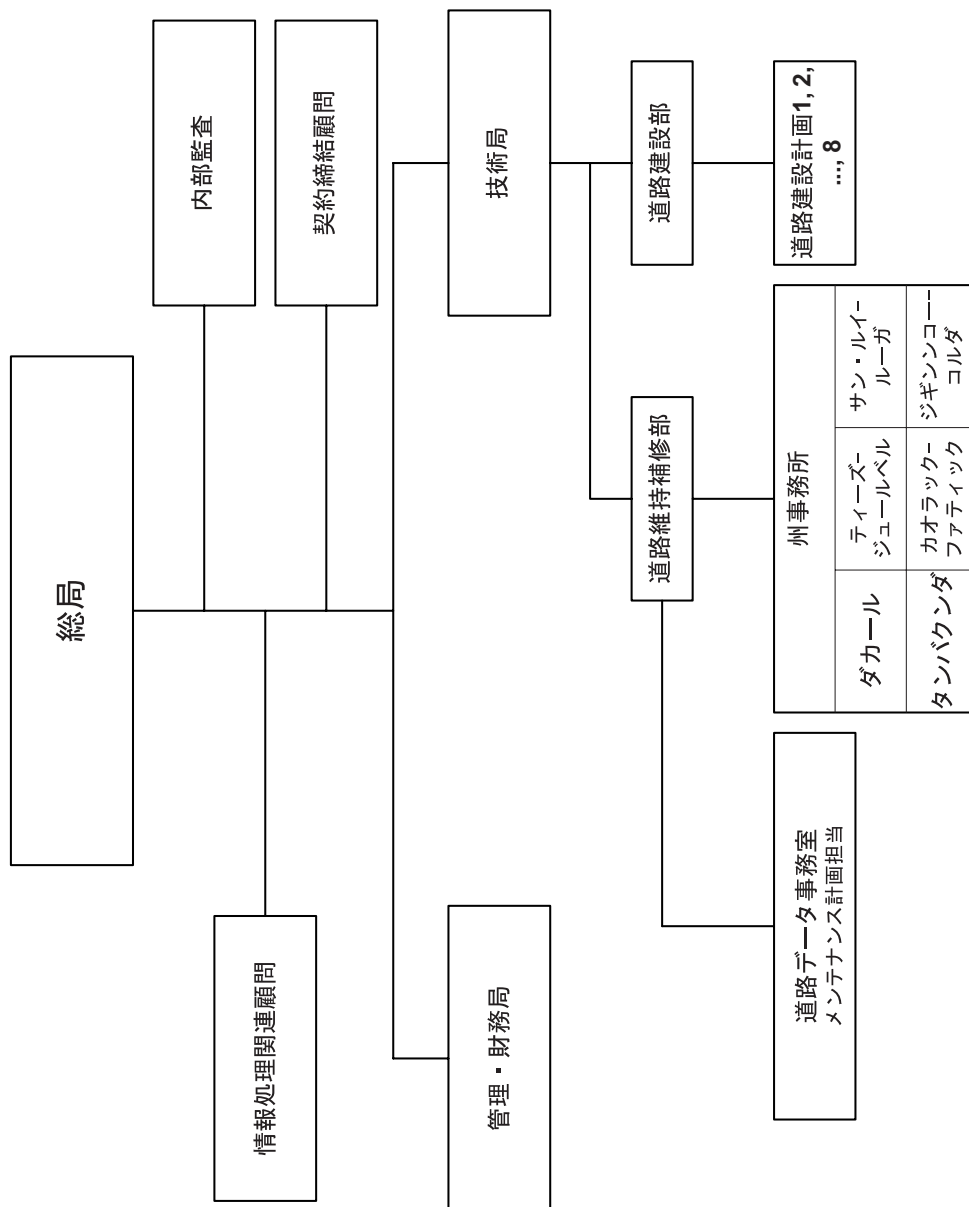 総局
内部監査
情報処理関連顧問
契約締結顧問
管理・財務局
技術局
道路維持補修部
道路建設部
道路データ事務室
メンテナンス計画担当
州事務所
ダカール
ティーズ–
ジュールベル
サン・ルイ–
ルーガ
タンバクンダ
カオラック–
ファティック
ジギンンコー–
コルダ
道路建設計画1, 2,
..., 8